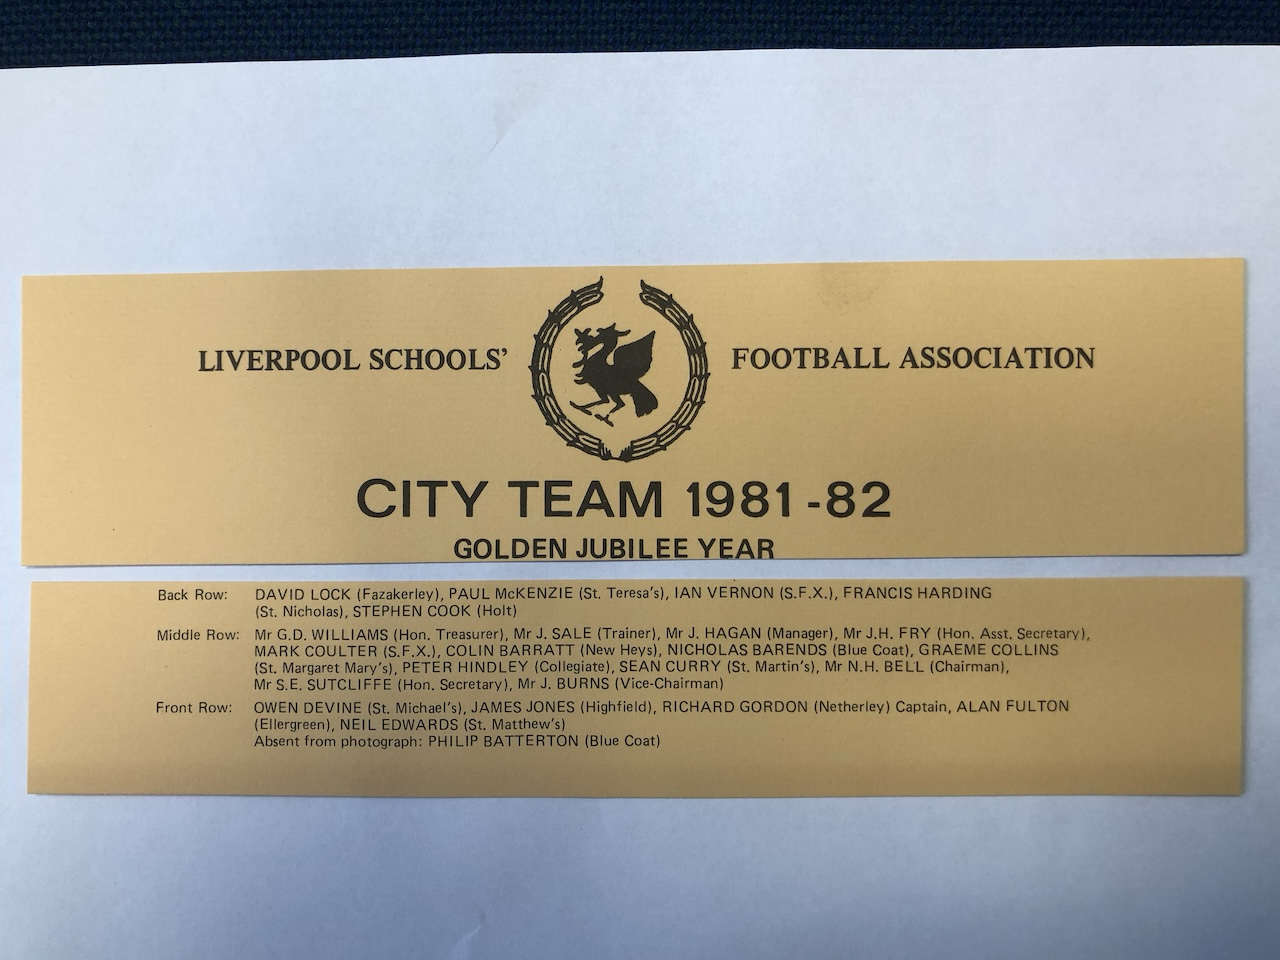 LIVERPOOL SCHOOLS' FOOTBALL ASSOCIATION
CITY TEAM 1981-82
GOLDEN JUBILEE YEAR
Back Row: DAVID LOCK (Fazakerley), PAUL McKENZIE (St. Teresa's), IAN VERNON (S.F.X.), FRANCIS HARDING
(St. Nicholas), STEPHEN COOK (Holt)
Middle Row: Mr G.D. WILLIAMS (Hon. Treasurer), Mr J. SALE (Trainer), Mr J. HAGAN (Manager), Mr J.H. FRY (Hon. Asst. Secretary),
MARK COULTER (S.F.X.), COLIN BARRATT (New Heys), NICHOLAS BARENDS (Blue Coat), GRAEME COLLINS
(St. Margaret Mary's), PETER HINDLEY (Collegiate), SEAN CURRY (St. Martin's), Mr N.H. BELL (Chairman),
Mr S.E. SUTCLIFFE (Hon. Secretary), Mr J. BURNS (Vice-Chairman)
Front Row: OWEN DEVINE (St. Michael's), JAMES JONES (Highfield), RICHARD GORDON (Netherley) Captain, ALAN FULTON
(Ellergreen), NEIL EDWARDS (St. Matthew's)
Absent from photograph: PHILIP BATTERTON (Blue Coat)